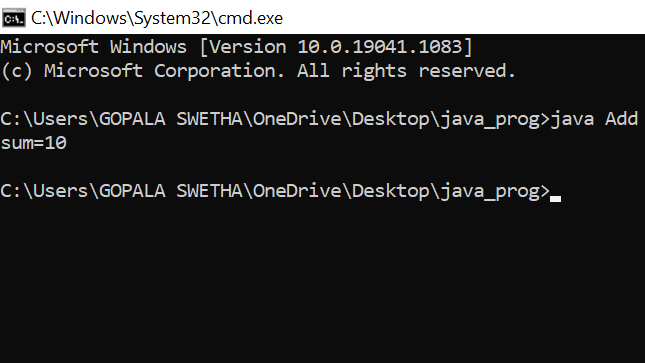 C:\Windows\System32\cmd.exe
Microsoft Windows [Version 10.0.19041.1083]
(c) Microsoft Corporation. All rights reserved.
C:\Users\GOPALA SWETHA\OneDrive\Desktop\java_prog>java Add
sum=10
C:\Users\GOPALA SWETHA\OneDrive\Desktop\java_prog>